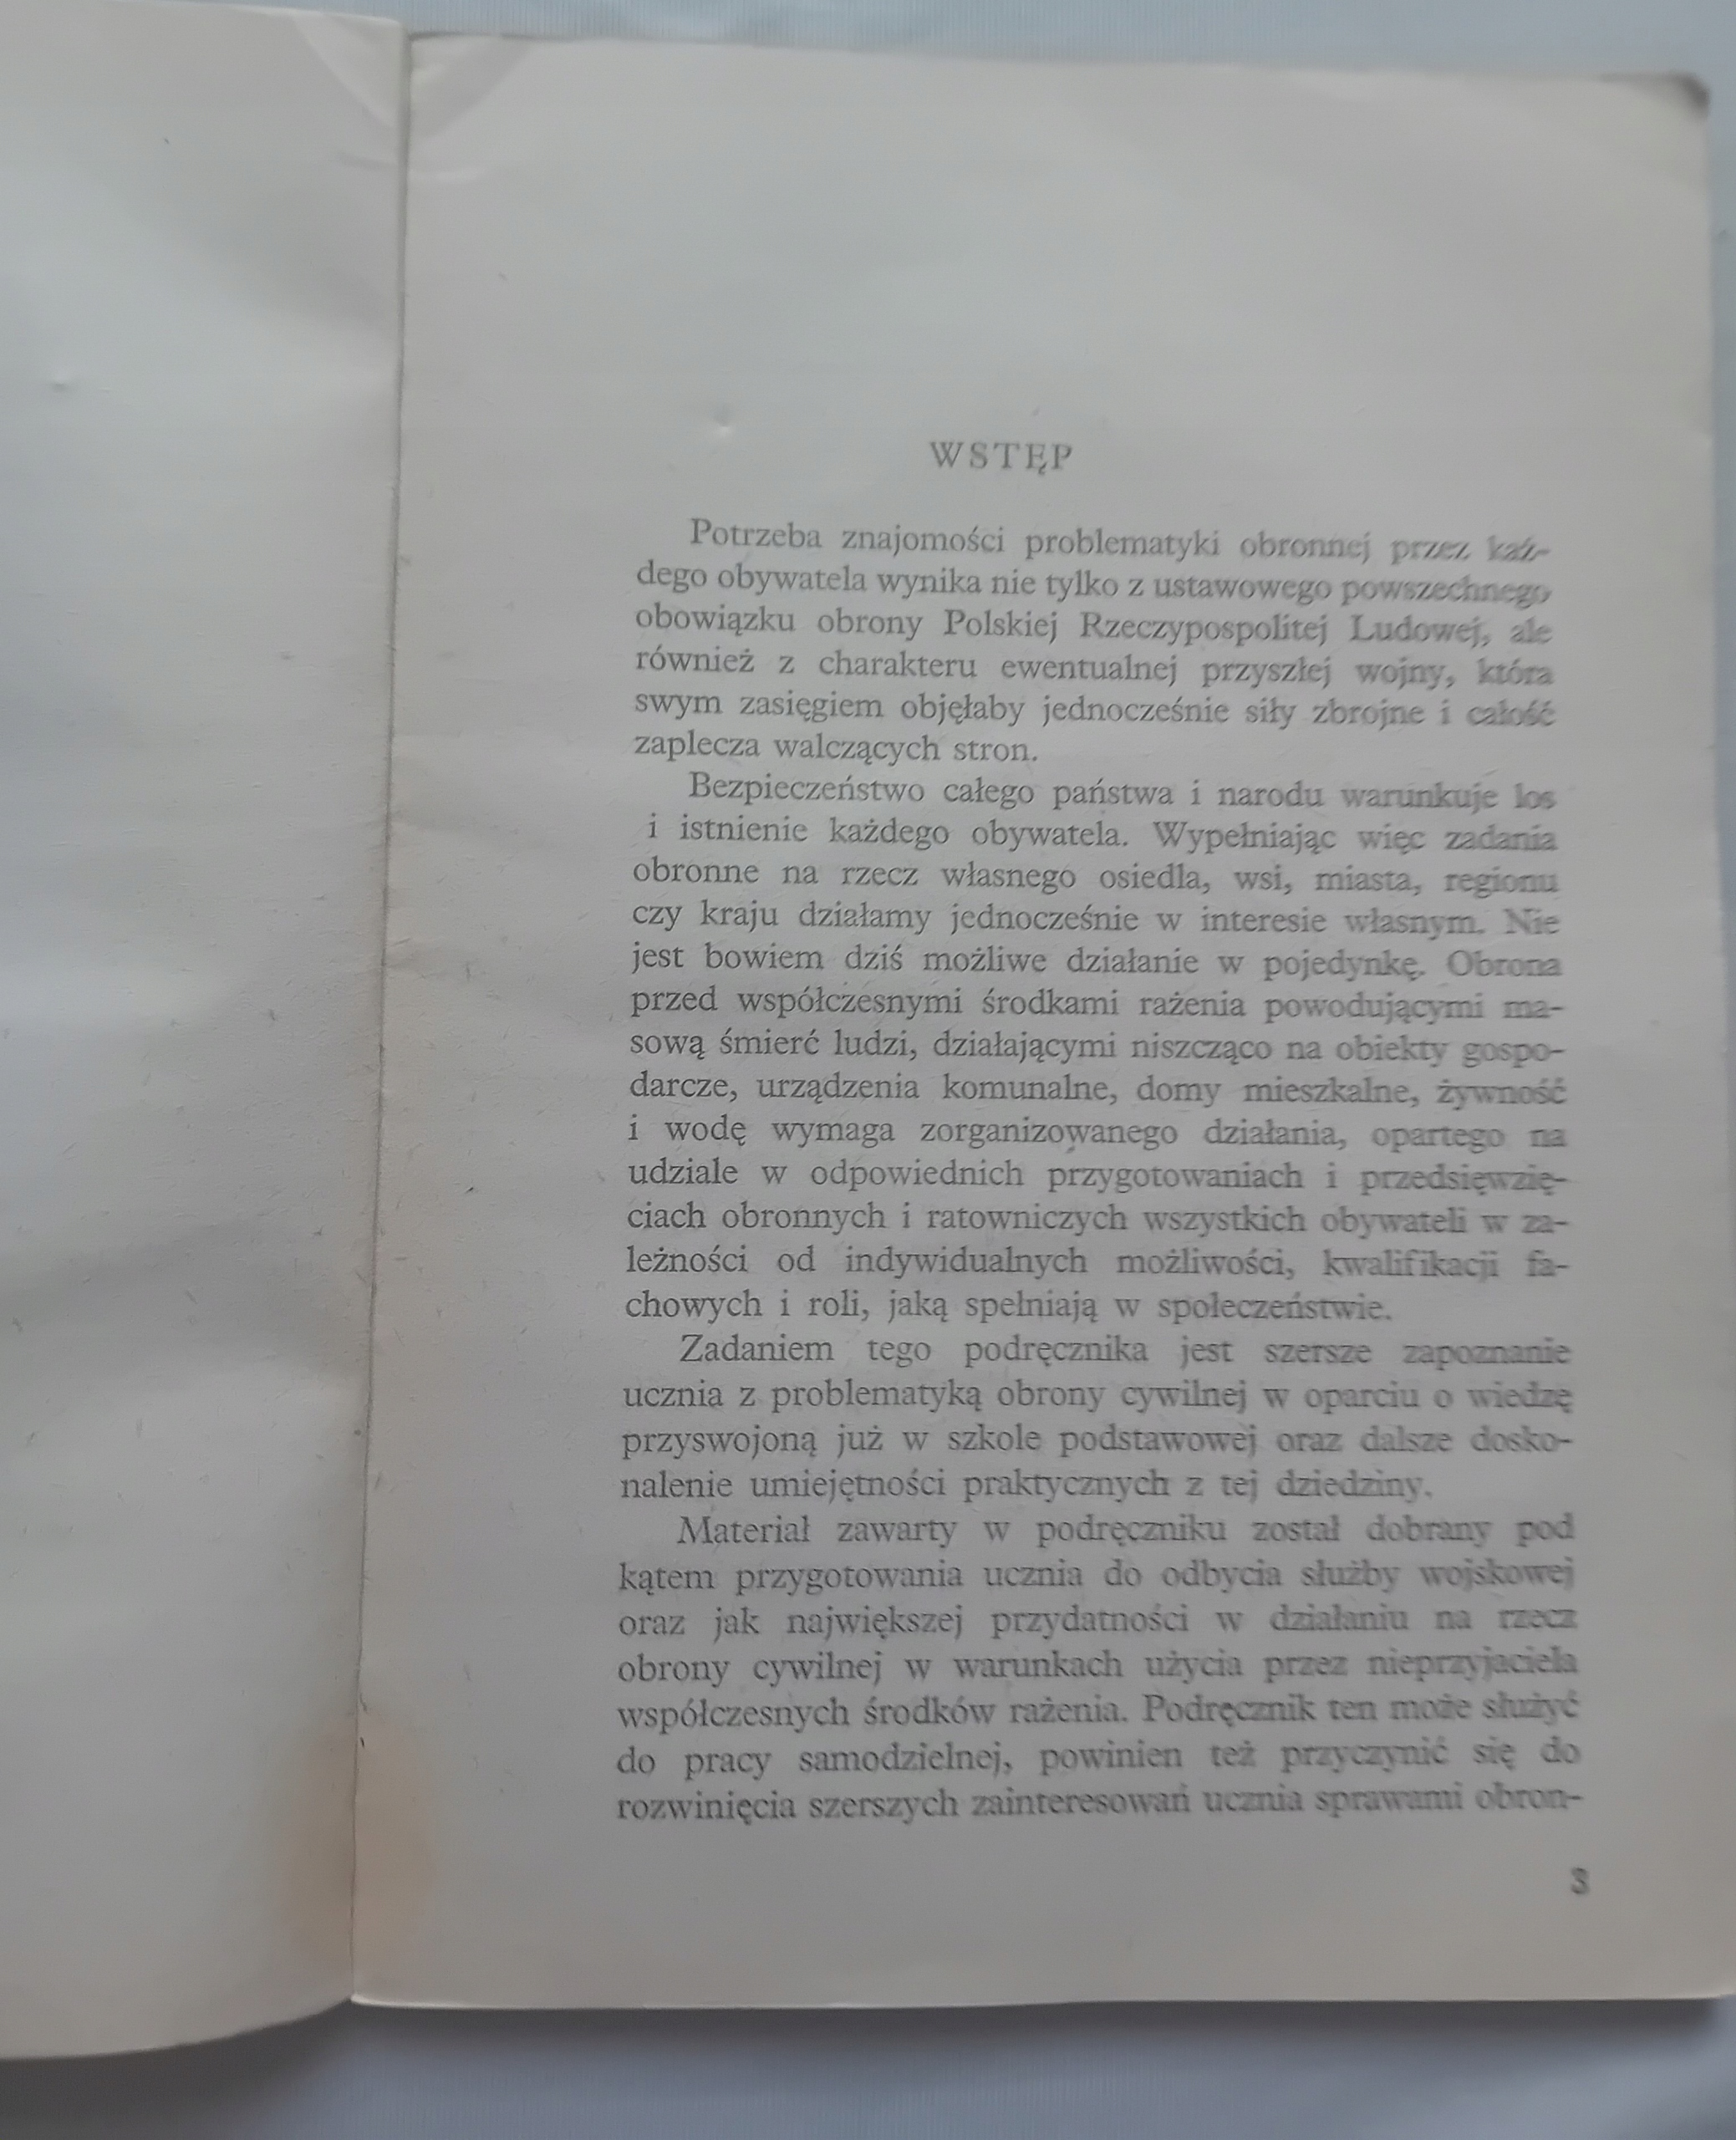 WSTĘP
Potrzeba znajomości problematyki obronnej przez każ-
dego obywatela wynika nie tylko z ustawowego powszechnego
obowiązku obrony Polskiej Rzeczypospolitej Ludowej, ale
również z charakteru ewentualnej przyszłej wojny, która
swym zasięgiem objęłaby jednocześnie siły zbrojne i całość
zaplecza walczących stron.
Bezpieczeństwo całego państwa i narodu warunkuje los
i istnienie każdego obywatela. Wypełniając więc zadania
obronne na rzecz własnego osiedla, wsi, miasta, regionu
czy kraju działamy jednocześnie w interesie własnym. Nie
jest bowiem dziś możliwe działanie w pojedynkę. Obrona
przed współczesnymi środkami rażenia powodującymi ma-
sową śmierć ludzi, działającymi niszcząco na obiekty gospo-
darcze, urządzenia komunalne, domy mieszkalne, żywność
i wodę wymaga zorganizowanego działania, opartego na
udziale w odpowiednich przygotowaniach i przedsięwzię-
ciach obronnych i ratowniczych wszystkich obywateli w za-
leżności od indywidualnych możliwości, kwalifikacji fa-
chowych i roli, jaką spełniają w społeczeństwie.
Zadaniem tego podręcznika jest szersze zapoznanie
ucznia z problematyką obrony cywilnej w oparciu o wiedzę
przyswojoną już w szkole podstawowej oraz dalsze dosko-
nalenie umiejętności praktycznych z tej dziedziny.
Materiał zawarty w podręczniku został dobrany pod
kątem przygotowania ucznia do odbycia służby wojskowej
oraz jak największej przydatności w działaniu na rzecz
obrony cywilnej w warunkach użycia przez nieprzyjaciela
współczesnych środków rażenia. Podręcznik ten może służyć
do pracy samodzielnej, powinien też przyczynić się do
rozwinięcia szerszych zainteresowań ucznia sprawami obron-
3